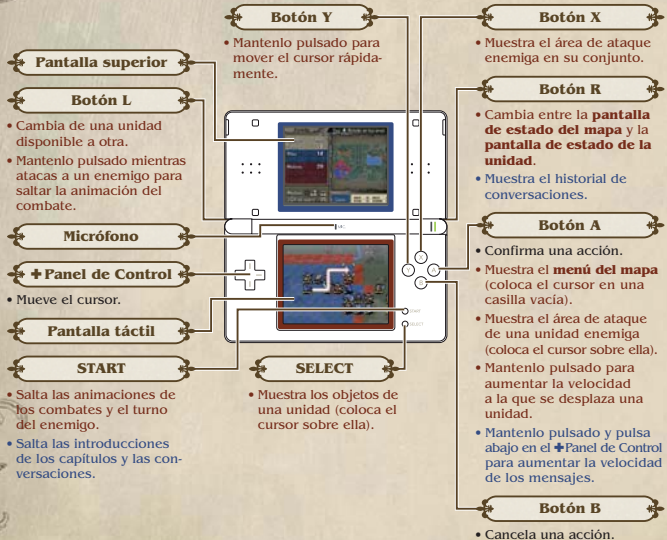 Botón Y
• Mantenlo pulsado para
mover el cursor rápida-
mente.
Botón X
• Muestra el área de ataque
enemiga en su conjunto.
Pantalla superior
Botón L
• Cambia de una unidad
disponible a otra.
• Mantenlo pulsado mientras
atacas a un enemigo para
saltar la animación del
combate.
Botón R
• Cambia entre la pantalla
de estado del mapa y la
pantalla de estado de la
unidad.
• Muestra el historial de
conversaciones.
Micrófono
✚Panel de Control
• Mueve el cursor.
Pantalla táctil
START
• Salta las animaciones de
los combates y el turno
del enemigo.
• Salta las introducciones
de los capítulos y las con-
versaciones.
SELECT
• Muestra los objetos de
una unidad (coloca el
cursor sobre ella).
MIC
X
Y
A
B
START
SELECT
Botón A
• Confirma una acción.
• Muestra el menú del mapa
(coloca el cursor en una
casilla vacía).
• Muestra el área de ataque
de una unidad enemiga
(coloca el cursor sobre ella).
• Mantenlo pulsado para
aumentar la velocidad
a la que se desplaza una
unidad.
• Mantenlo pulsado y pulsa
abajo en el ✚Panel de Control
para aumentar la velocidad
de los mensajes.
Botón B
• Cancela una acción.